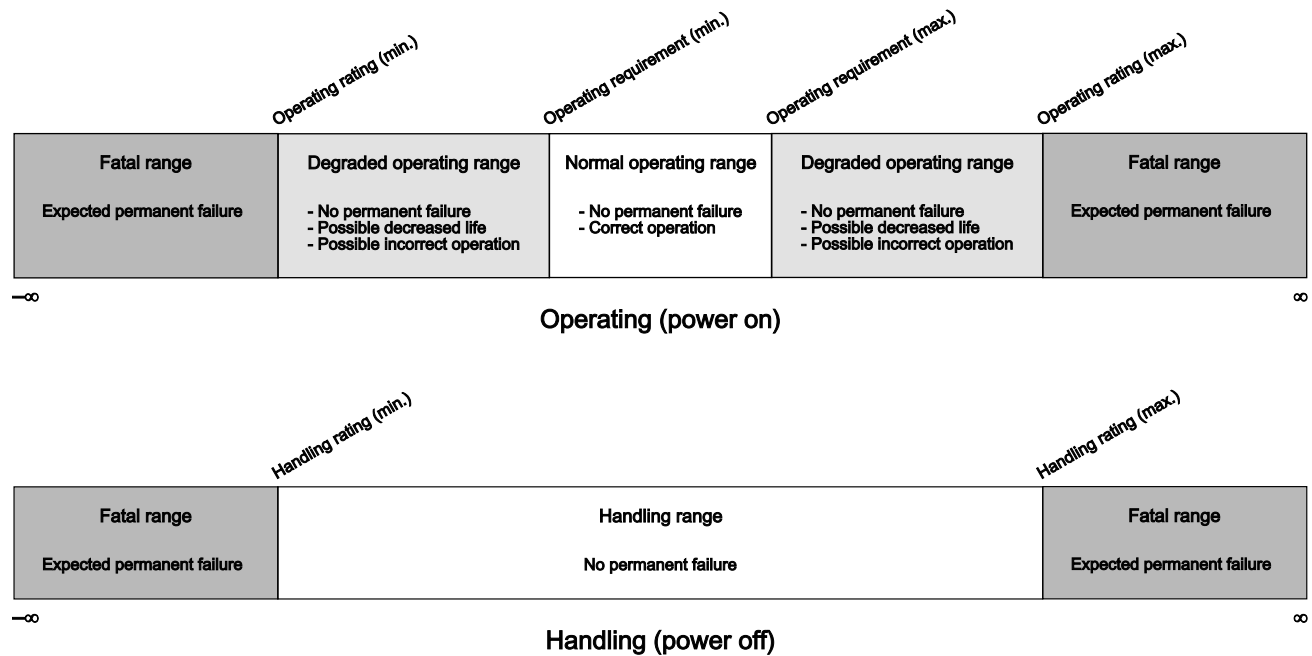 Operating rating (min.)
Operating requirement (min.)
Operating requirement (max.)
Operating rating (max.)
Fatal range
Expected permanent failure
Degraded operating range
- No permanent failure
- Possible decreased life
- Possible incorrect operation
Normal operating range
- No permanent failure
- Correct operation
Degraded operating range
- No permanent failure
- Possible decreased life
- Possible incorrect operation
Fatal range
Expected permanent failure
–∞
∞
Operating (power on)
Handling rating (min.)
Handling rating (max.)
Fatal range
Expected permanent failure
Handling range
No permanent failure
Fatal range
Expected permanent failure
–∞
∞
Handling (power off)